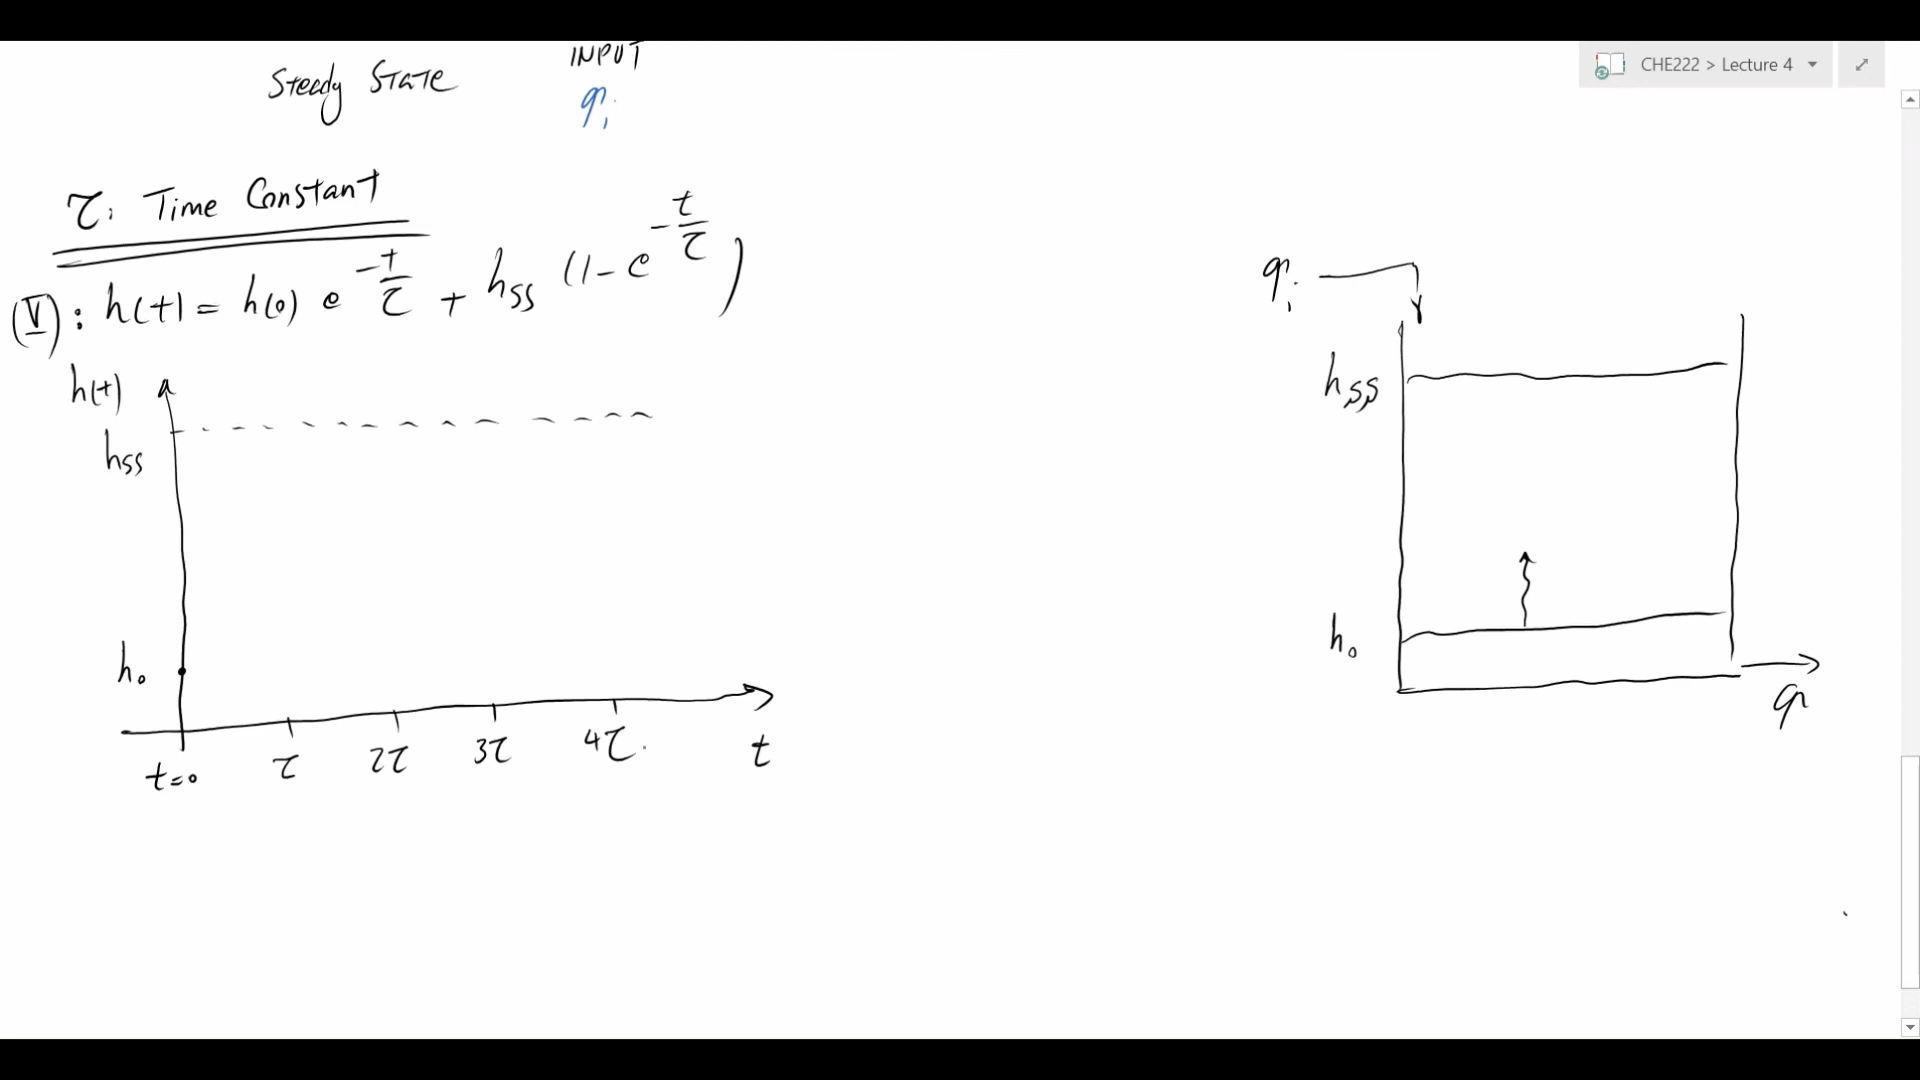 INPUT
Steady State
qi
CHE222 > Lecture 4
τ: Time Constant
(V): h(t) = h(0) e^{-t/τ} + hss (1 - e^{-t/τ})
h(t)
hss
h0
t=0 τ 2τ 3τ 4τ t
qi
hss
h0
q